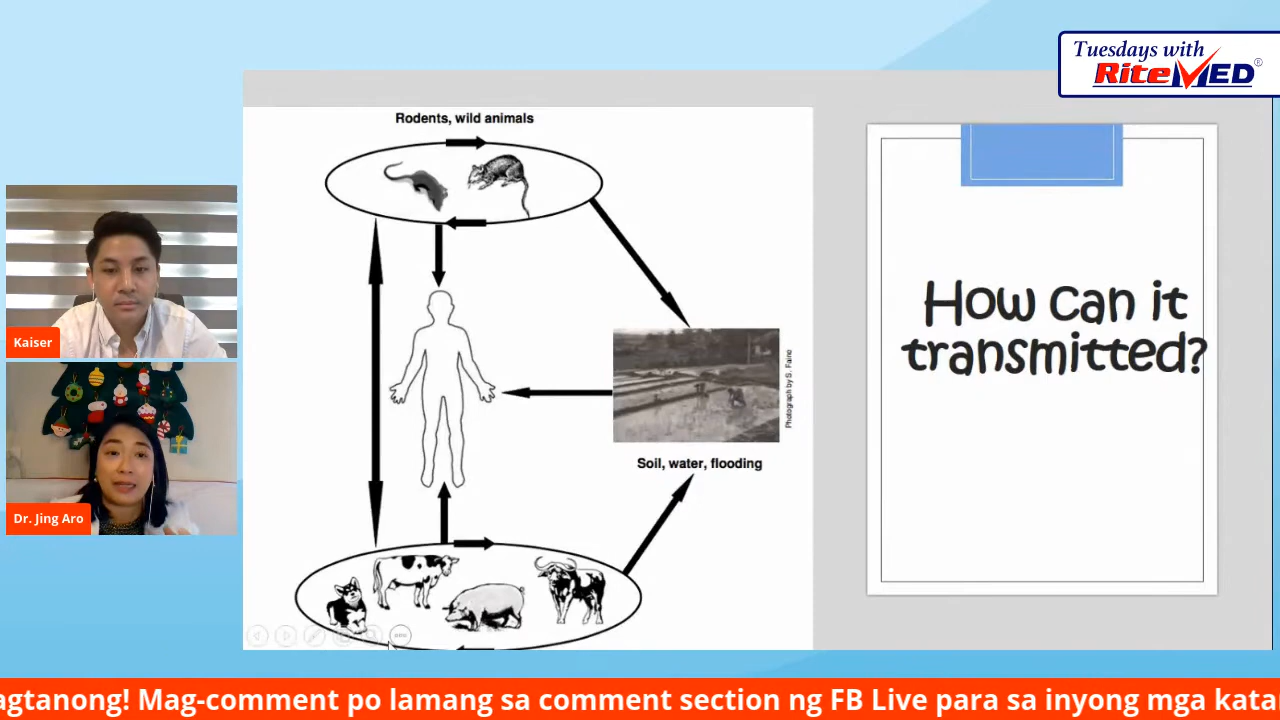 Tuesdays with
RiteMED®
Rodents, wild animals
Kaiser
Dr. Jing Aro
Photograph by S. Faine
Soil, water, flooding
How can it
transmitted?
agtanong! Mag-comment po lamang sa comment section ng FB Live para sa inyong mga kata